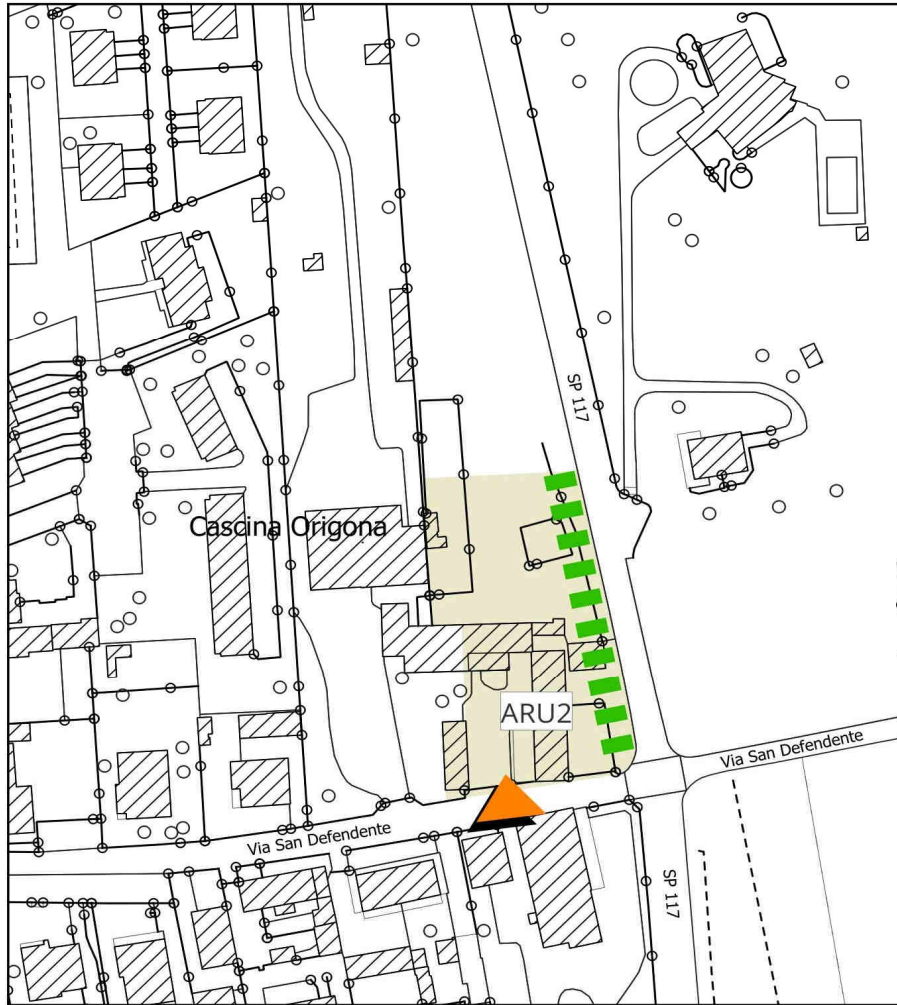 SP 117
Cascina Origona
ARU2
Via San Defendente
Via San Defendente
SP 117